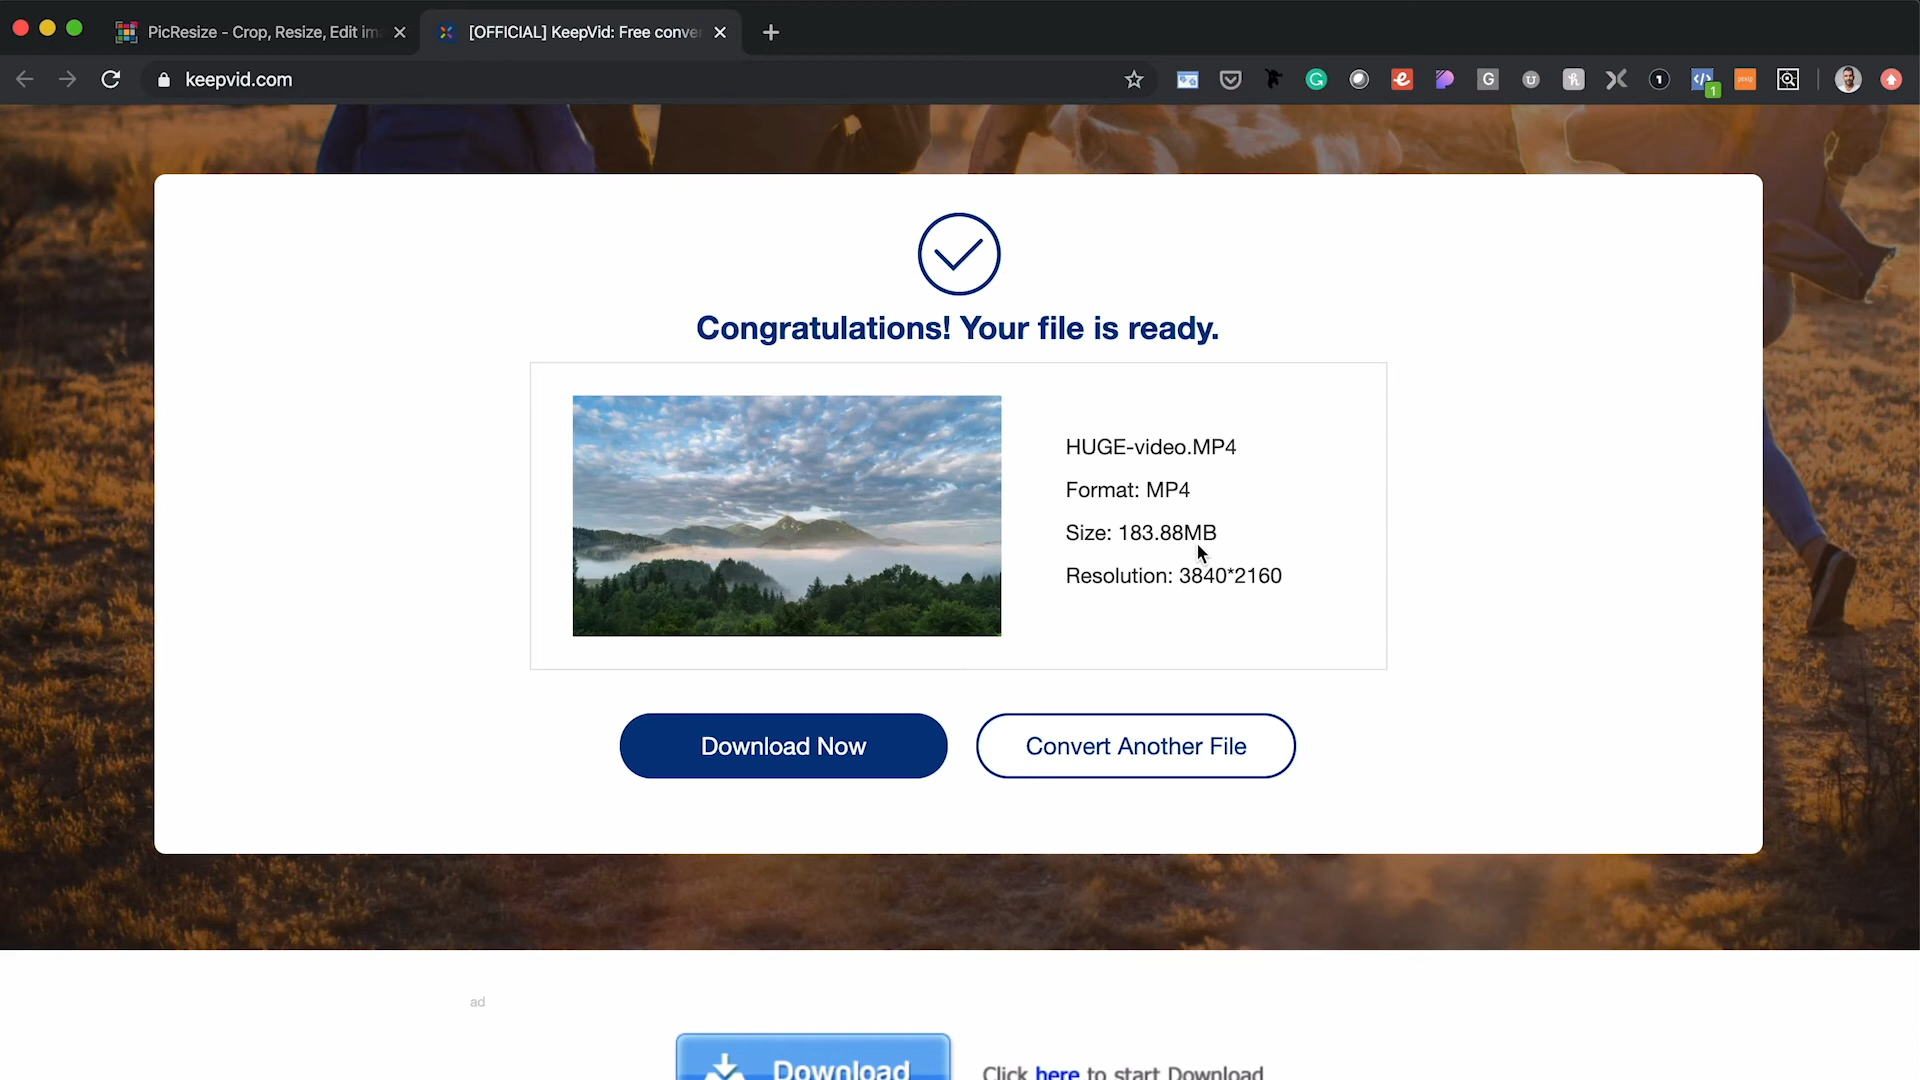 PicResize - Crop, Resize, Edit im
[OFFICIAL] KeepVid: Free conve
keepvid.com
1
Congratulations! Your file is ready.
HUGE-video.MP4
Format: MP4
Size: 183.88MB
Resolution: 3840*2160
Download Now
Convert Another File
ad
Download
Click here to start Download